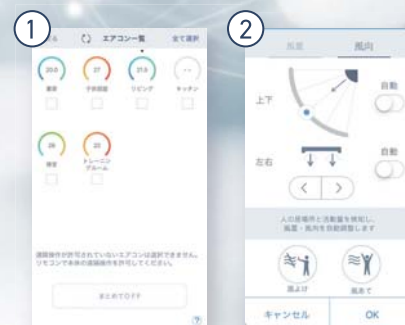 1
エアコン一覧 全て選択
20.0 27 21.5 --
寝室 子供部屋 リビング キッチン
26 20
トレーニングルーム
遠隔操作が許可されていないエアコンは選択できません。
リモコンで本体の遠隔操作を許可してください。
まとめてOFF
?
2
風量 風向
上下 自動
左右 自動
人の居場所と活動量を検知し、
風量・風向を自動調整します
風よけ 風あて
キャンセル OK